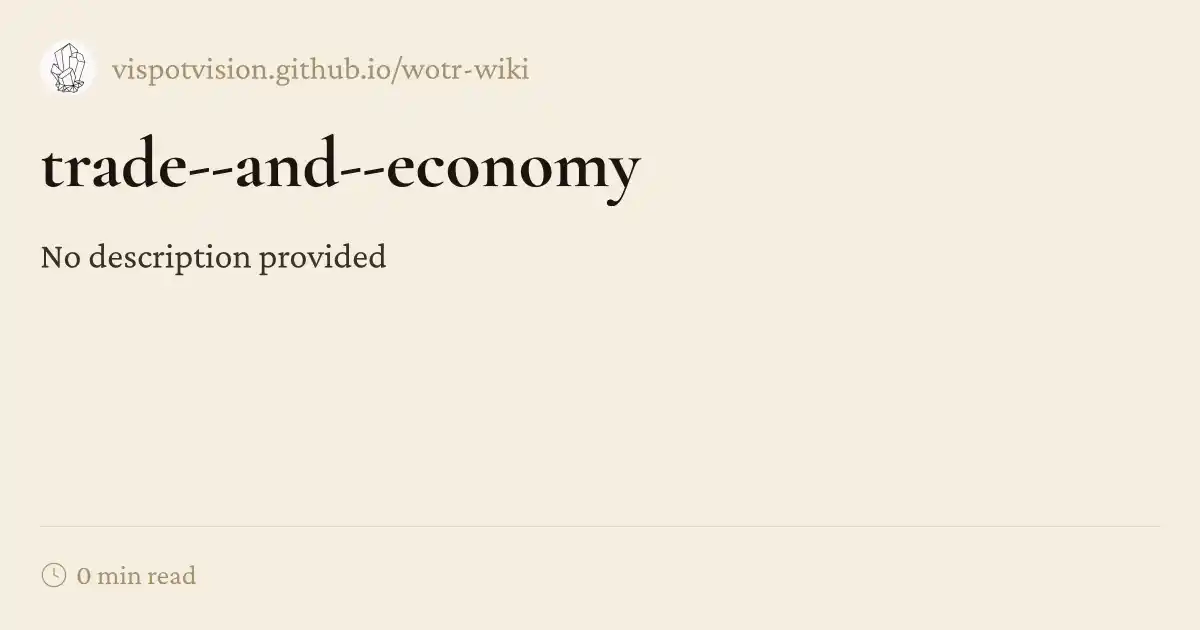 vispotvision.github.io/wotr-wiki
trade--and--economy
No description provided
0 min read